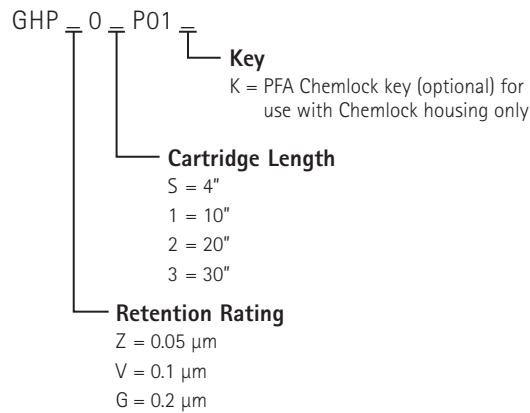 GHP _ 0 _ P01 _
Key
K = PFA Chemlock key (optional) for
use with Chemlock housing only
Cartridge Length
S = 4"
1 = 10"
2 = 20"
3 = 30"
Retention Rating
Z = 0.05 µm
V = 0.1 µm
G = 0.2 µm